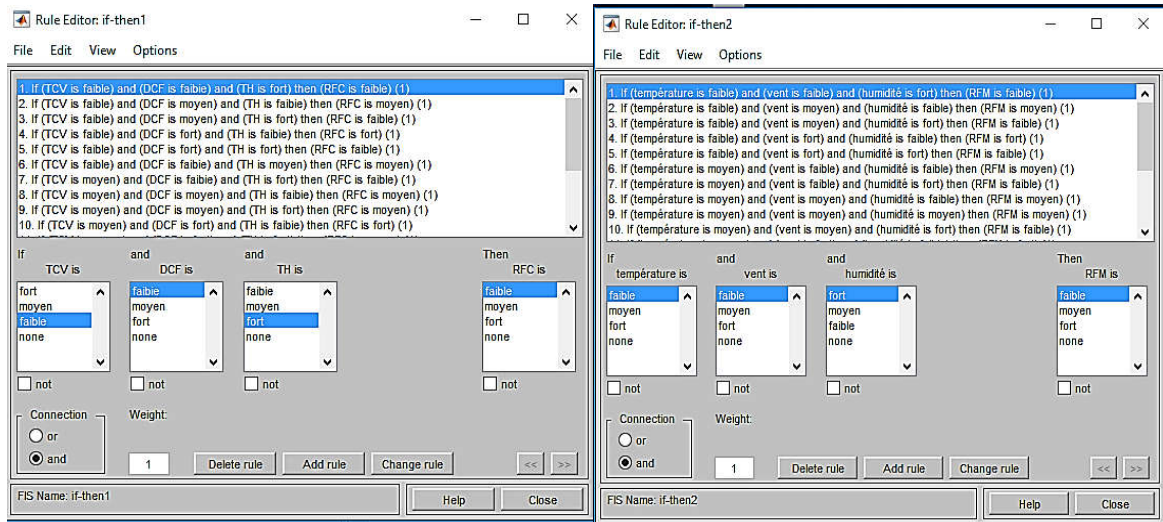 Rule Editor: if-then1
File Edit View Options
1. If (TCV is faible) and (DCF is faibie) and (TH is fort) then (RFC is faible) (1)
2. If (TCV is faible) and (DCF is moyen) and (TH is faibie) then (RFC is moyen) (1)
3. If (TCV is faible) and (DCF is moyen) and (TH is fort) then (RFC is faible) (1)
4. If (TCV is faible) and (DCF is fort) and (TH is faibie) then (RFC is fort) (1)
5. If (TCV is faible) and (DCF is fort) and (TH is fort) then (RFC is faible) (1)
6. If (TCV is faible) and (DCF is faibie) and (TH is moyen) then (RFC is moyen) (1)
7. If (TCV is moyen) and (DCF is faibie) and (TH is fort) then (RFC is faible) (1)
8. If (TCV is moyen) and (DCF is moyen) and (TH is faibie) then (RFC is moyen) (1)
9. If (TCV is moyen) and (DCF is moyen) and (TH is fort) then (RFC is moyen) (1)
10. If (TCV is moyen) and (DCF is fort) and (TH is faibie) then (RFC is fort) (1)
If and and Then
TCV is DCF is TH is RFC is
fort faibie faibie faible
moyen moyen moyen moyen
faible fort fort fort
none none none none
not not not not
Connection Weight:
or
and 1 Delete rule Add rule Change rule << >>
FIS Name: if-then1 Help Close
Rule Editor: if-then2
File Edit View Options
1. If (température is faible) and (vent is faible) and (humidité is fort) then (RFM is faible) (1)
2. If (température is faible) and (vent is moyen) and (humidité is faible) then (RFM is moyen) (1)
3. If (température is faible) and (vent is moyen) and (humidité is fort) then (RFM is faible) (1)
4. If (température is faible) and (vent is fort) and (humidité is faible) then (RFM is fort) (1)
5. If (température is faible) and (vent is fort) and (humidité is fort) then (RFM is faible) (1)
6. If (température is faible) and (vent is faible) and (humidité is moyen) then (RFM is moyen) (1)
7. If (température is moyen) and (vent is faible) and (humidité is fort) then (RFM is faible) (1)
8. If (température is moyen) and (vent is moyen) and (humidité is faible) then (RFM is moyen) (1)
9. If (température is moyen) and (vent is moyen) and (humidité is moyen) then (RFM is moyen) (1)
10. If (température is moyen) and (vent is moyen) and (humidité is fort) then (RFM is moyen) (1)
If and and Then
température is vent is humidité is RFM is
faible faible fort faible
moyen moyen moyen moyen
fort fort faible fort
none none none none
not not not not
Connection Weight:
or
and 1 Delete rule Add rule Change rule << >>
FIS Name: if-then2 Help Close